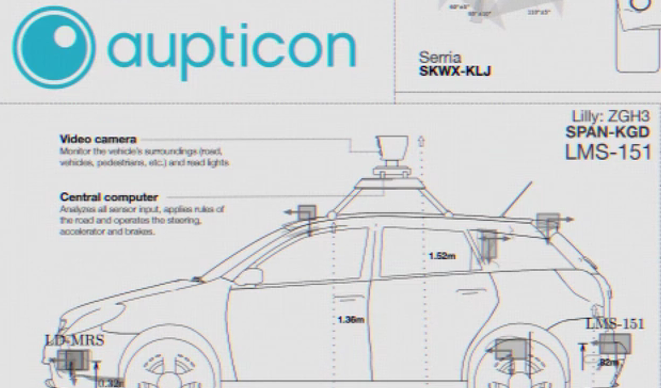 aupticon
Serria
SKWX-KLJ
Lilly: ZGH3
SPAN-KGD
LMS-151
Video camera
Monitor the vehicle's surroundings (road,
vehicles, pedestrians, etc.) and read lights
Central computer
Analyzes all sensor input, applies rules of
the road and operates the steering,
accelerator and brakes.
1.52m
1.36m
LD-MRS
LMS-151